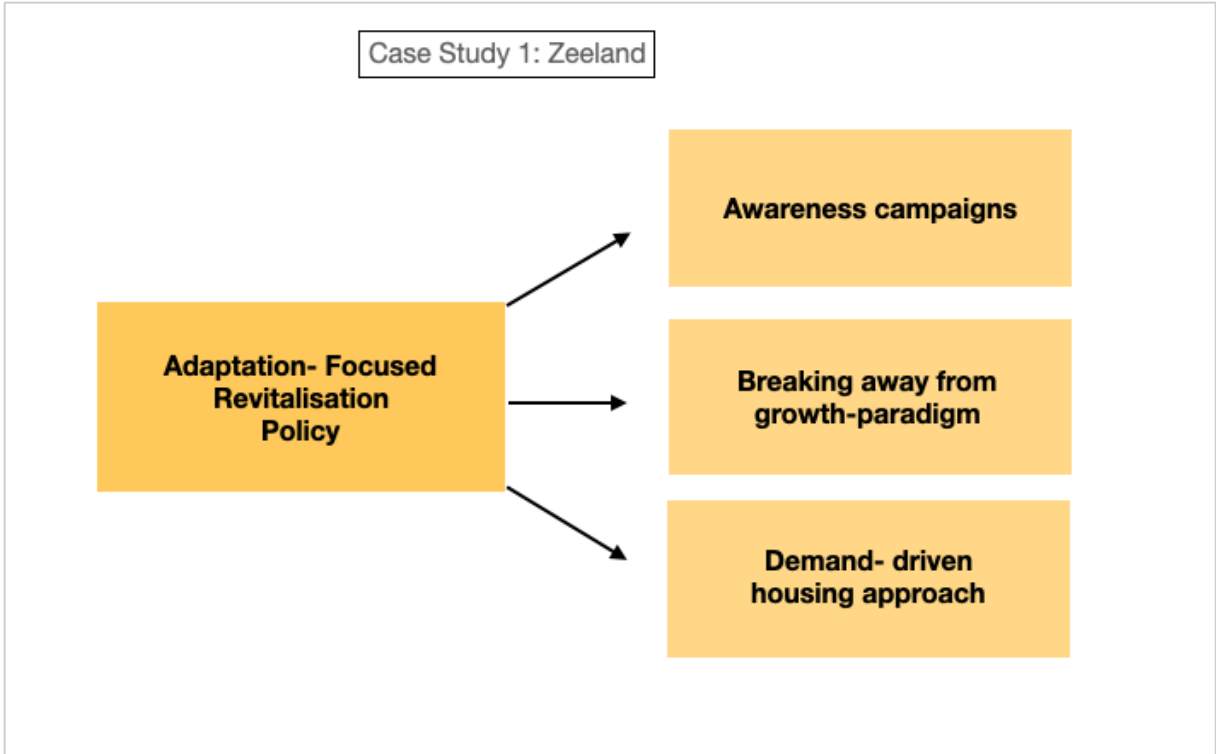 Case Study 1: Zeeland
Awareness campaigns
Adaptation- Focused
Revitalisation
Policy
Breaking away from
growth-paradigm
Demand- driven
housing approach